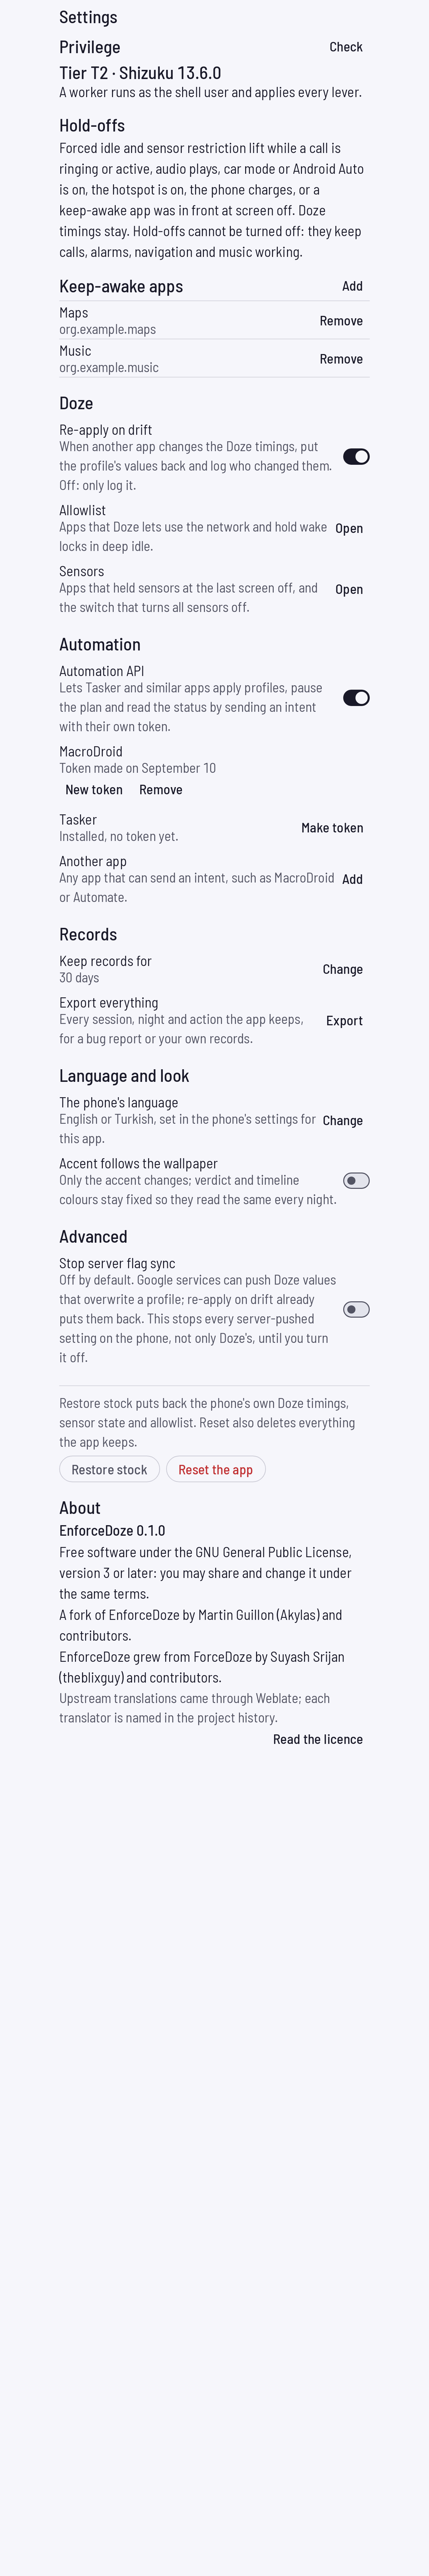 Settings
Privilege
Check
Tier T2 · Shizuku 13.6.0
A worker runs as the shell user and applies every lever.
Hold-offs
Forced idle and sensor restriction lift while a call is
ringing or active, audio plays, car mode or Android Auto
is on, the hotspot is on, the phone charges, or a
keep-awake app was in front at screen off. Doze
timings stay. Hold-offs cannot be turned off: they keep
calls, alarms, navigation and music working.
Keep-awake apps
Add
Maps
org.example.maps
Remove
Music
org.example.music
Remove
Doze
Re-apply on drift
When another app changes the Doze timings, put
the profile's values back and log who changed them.
Off: only log it.
Allowlist
Apps that Doze lets use the network and hold wake
locks in deep idle.
Open
Sensors
Apps that held sensors at the last screen off, and
the switch that turns all sensors off.
Open
Automation
Automation API
Lets Tasker and similar apps apply profiles, pause
the plan and read the status by sending an intent
with their own token.
MacroDroid
Token made on September 10
New token Remove
Tasker
Installed, no token yet.
Make token
Another app
Any app that can send an intent, such as MacroDroid
or Automate.
Add
Records
Keep records for
30 days
Change
Export everything
Every session, night and action the app keeps,
for a bug report or your own records.
Export
Language and look
The phone's language
English or Turkish, set in the phone's settings for
this app.
Change
Accent follows the wallpaper
Only the accent changes; verdict and timeline
colours stay fixed so they read the same every night.
Advanced
Stop server flag sync
Off by default. Google services can push Doze values
that overwrite a profile; re-apply on drift already
puts them back. This stops every server-pushed
setting on the phone, not only Doze's, until you turn
it off.
Restore stock puts back the phone's own Doze timings,
sensor state and allowlist. Reset also deletes everything
the app keeps.
Restore stock Reset the app
About
EnforceDoze 0.1.0
Free software under the GNU General Public License,
version 3 or later: you may share and change it under
the same terms.
A fork of EnforceDoze by Martin Guillon (Akylas) and
contributors.
EnforceDoze grew from ForceDoze by Suyash Srijan
(theblixguy) and contributors.
Upstream translations came through Weblate; each
translator is named in the project history.
Read the licence